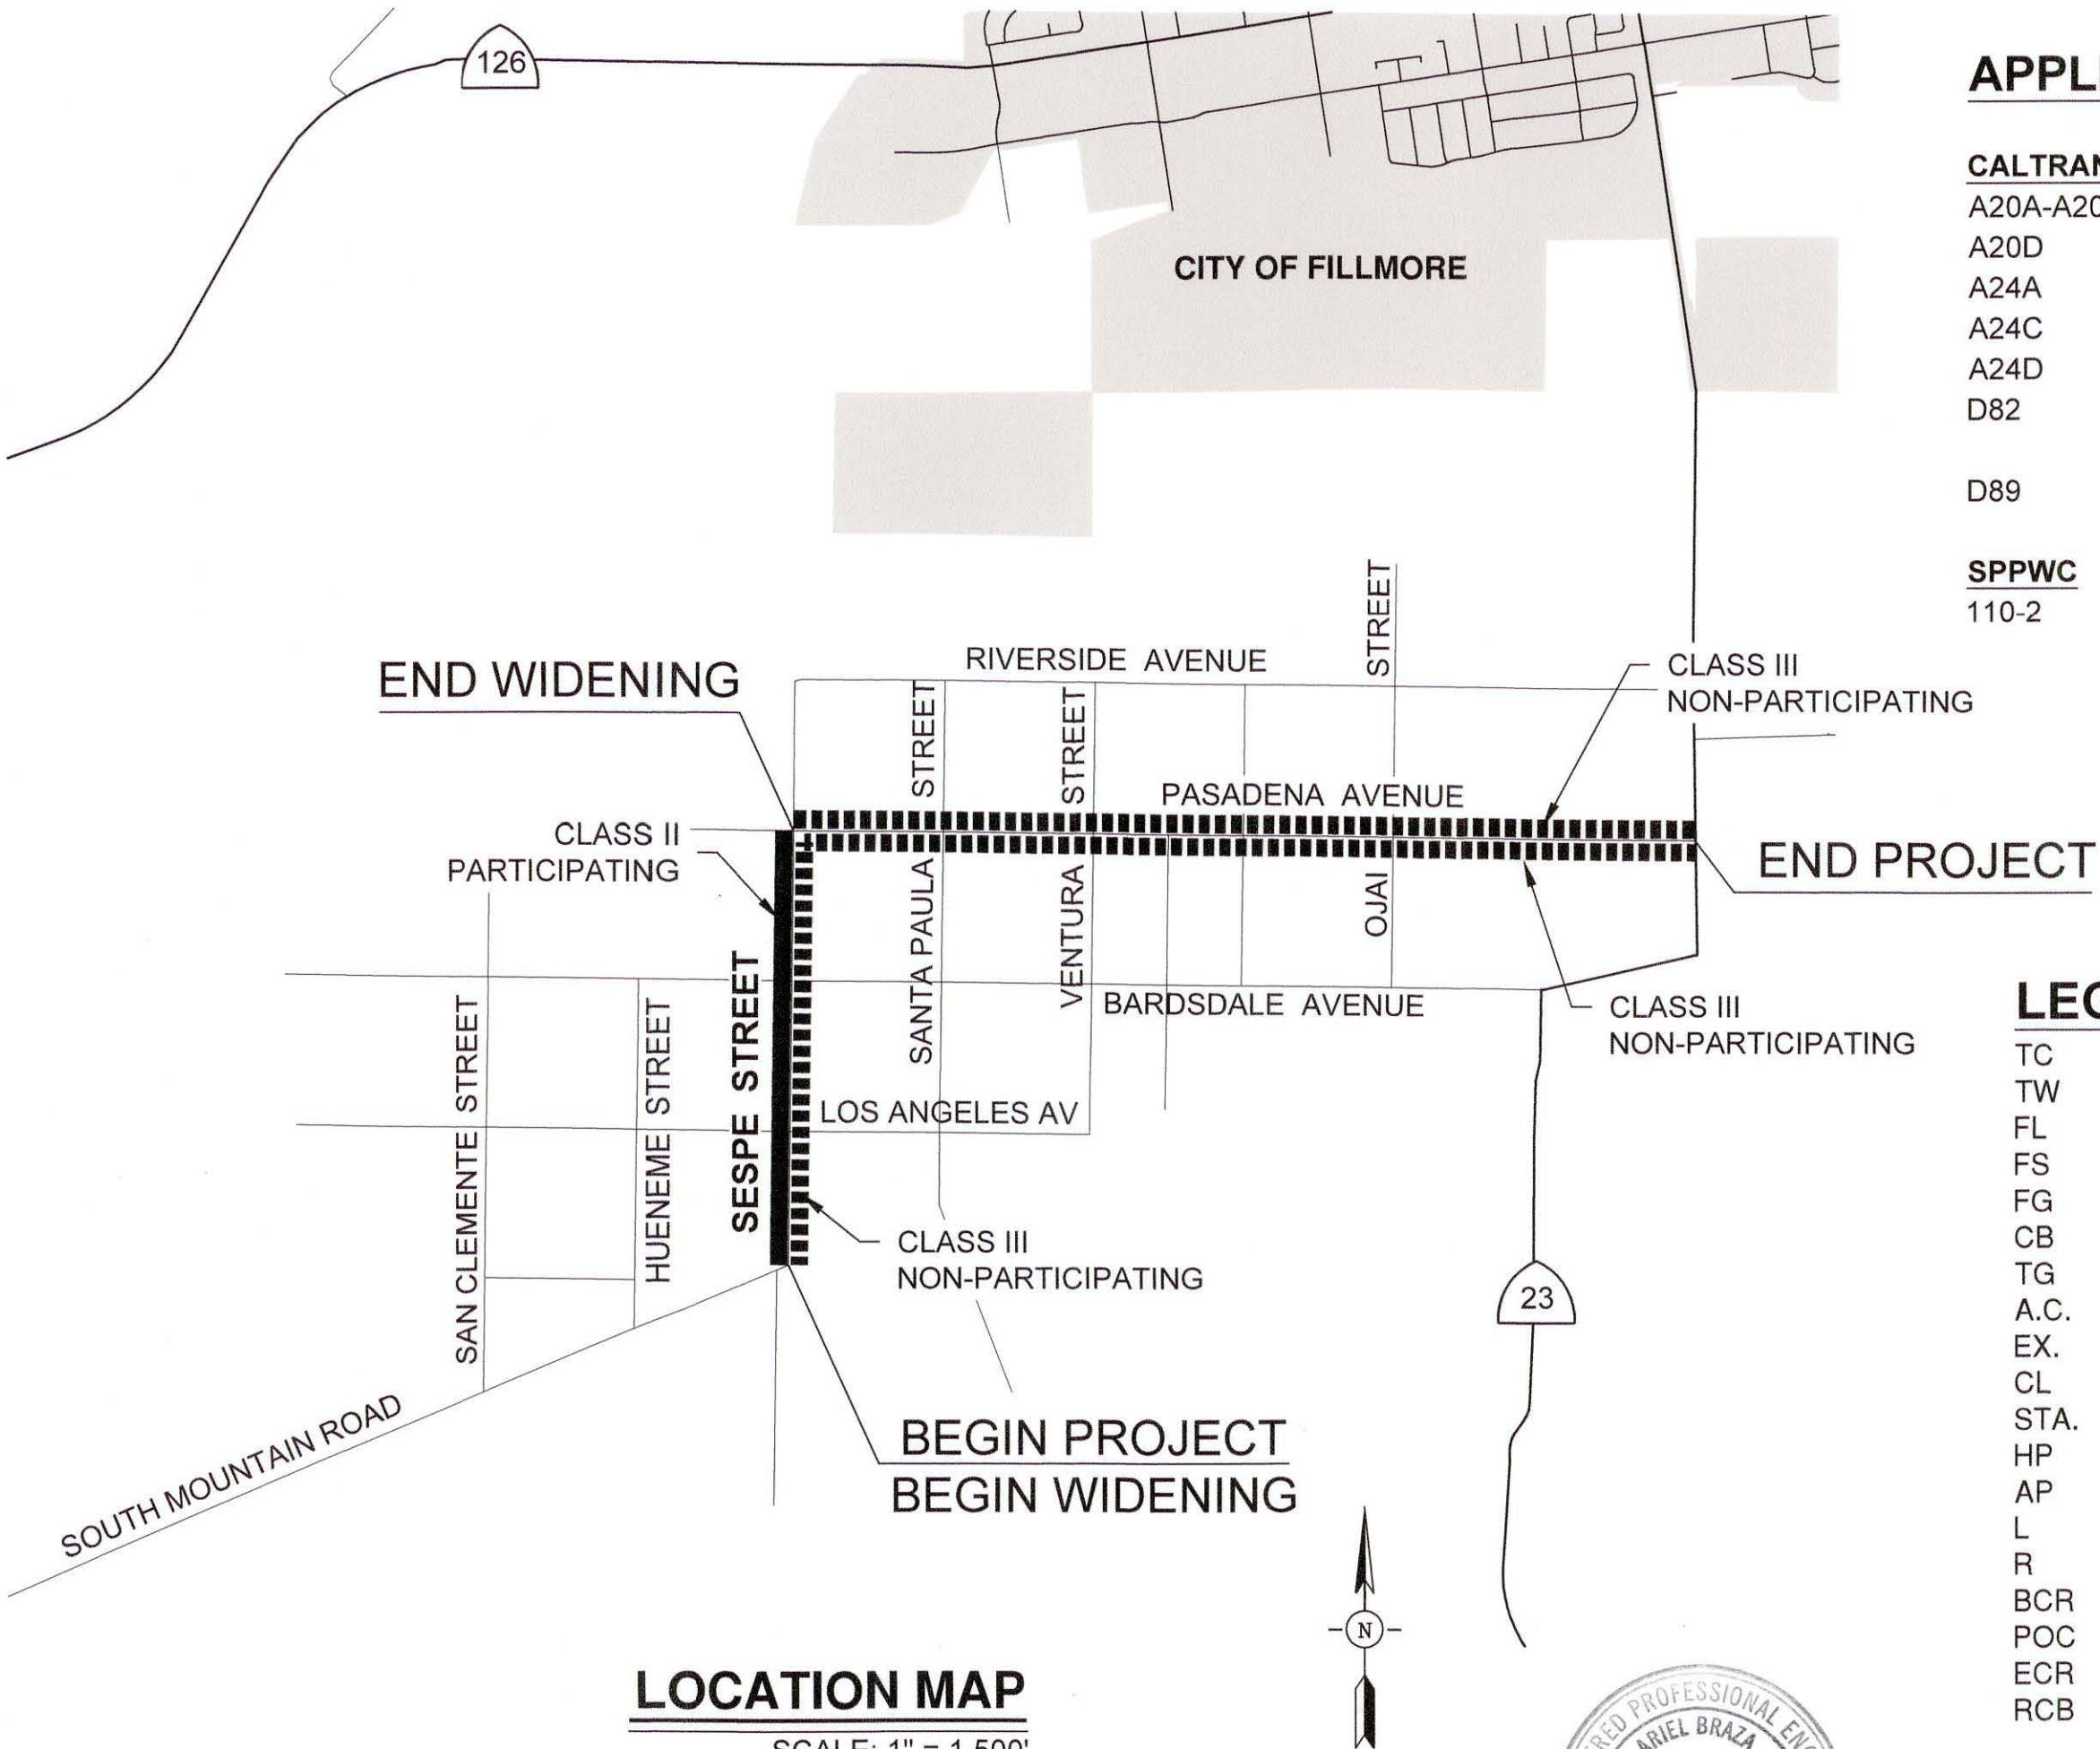 126
CITY OF FILLMORE
RIVERSIDE AVENUE
STREET
END WIDENING
CLASS III
NON-PARTICIPATING
STREET
STREET
PASADENA AVENUE
CLASS II
PARTICIPATING
END PROJECT
SANTA PAULA
VENTURA
OJAI
SESPE STREET
BARDSDALE AVENUE
CLASS III
NON-PARTICIPATING
SAN CLEMENTE STREET
HUENEME STREET
LOS ANGELES AV
CLASS III
NON-PARTICIPATING
23
SOUTH MOUNTAIN ROAD
BEGIN PROJECT
BEGIN WIDENING
N
LOCATION MAP
SCALE: 1" = 1,500'
PROFESSIONAL
ARIEL BRAZA
CALTRAN
A20A-A20
A20D
A24A
A24C
A24D
D82
D89
SPPWC
110-2
TC
TW
FL
FS
FG
CB
TG
A.C.
EX.
CL
STA.
HP
AP
L
R
BCR
POC
ECR
RCB